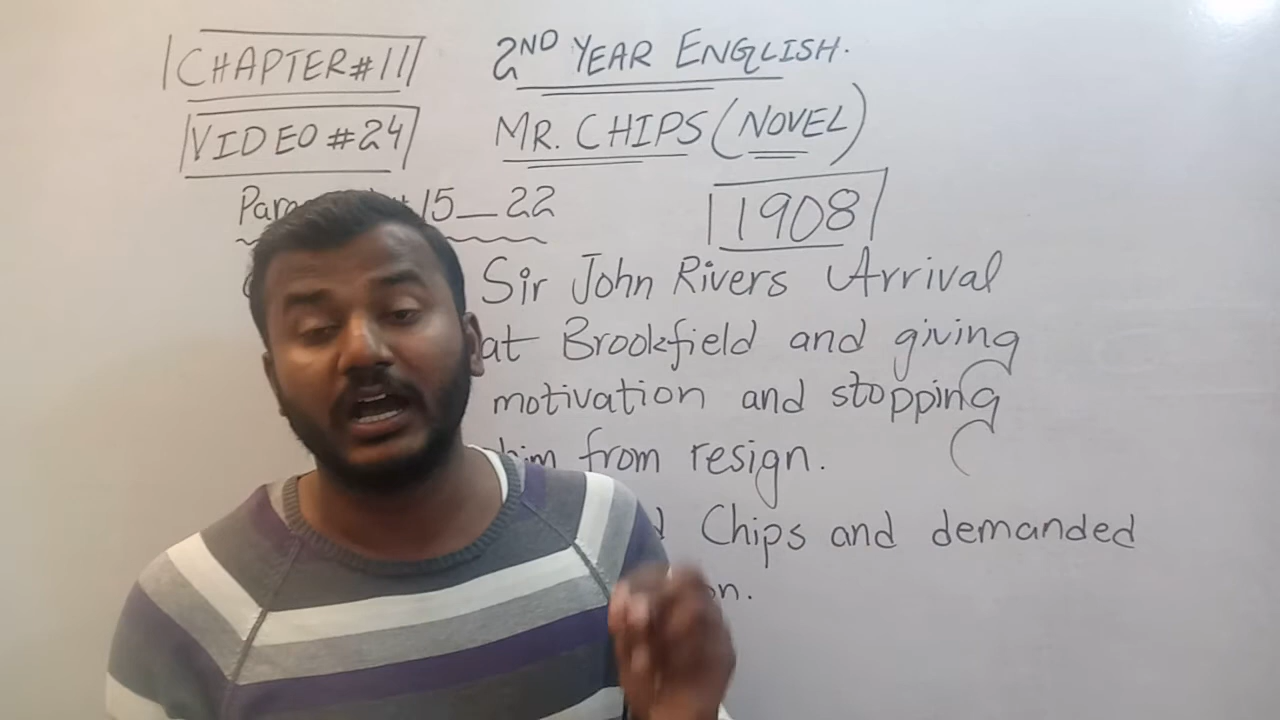 CHAPTER#11
2ND YEAR ENGLISH.
VIDEO #24
MR. CHIPS (NOVEL)
15_22
1908
Sir John Rivers Arrival
at Brookfield and giving
motivation and stopping
him from resign.
Chips and demanded